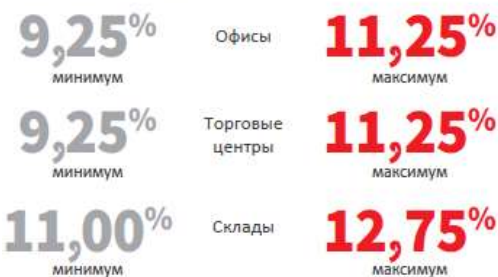 9,25% Офисы 11,25%
минимум максимум
9,25% Торговые центры 11,25%
минимум максимум
11,00% Склады 12,75%
минимум максимум